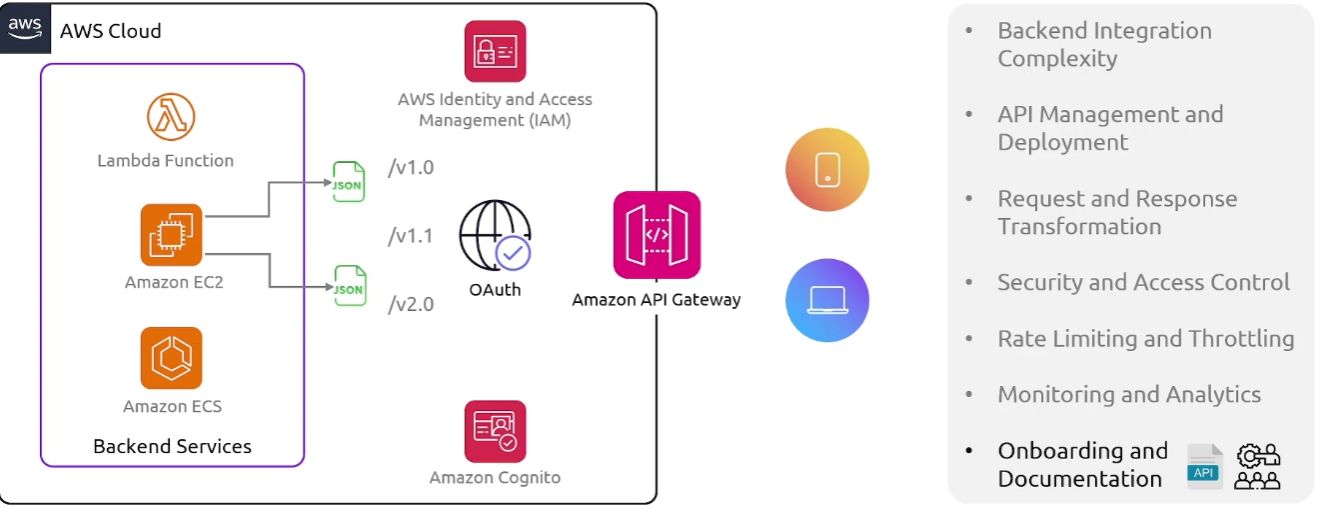 aws
AWS Cloud
AWS Identity and Access
Management (IAM)
Lambda Function
JSON
/v1.0
/v1.1
Amazon EC2
JSON
/v2.0
OAuth
Amazon API Gateway
Amazon ECS
Backend Services
Amazon Cognito
• Backend Integration
Complexity
• API Management and
Deployment
• Request and Response
Transformation
• Security and Access Control
• Rate Limiting and Throttling
• Monitoring and Analytics
• Onboarding and
Documentation
API